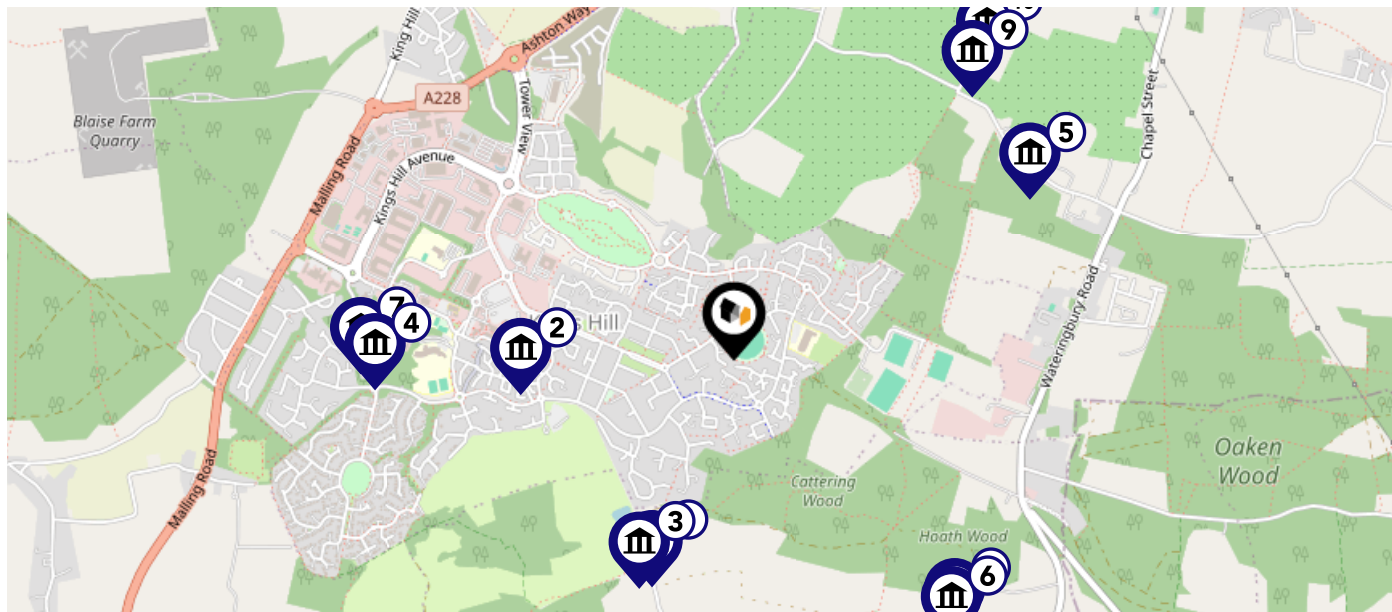 King Hill
Ashton Way
9
A228
Tower View
Blaise Farm
Quarry
Chapel Street
5
Malling Road
Kings Hill Avenue
7
4
2
Hill
Wateringbury Road
Oaken
Wood
Cattering
Wood
Malling Road
3
Hoath Wood
6